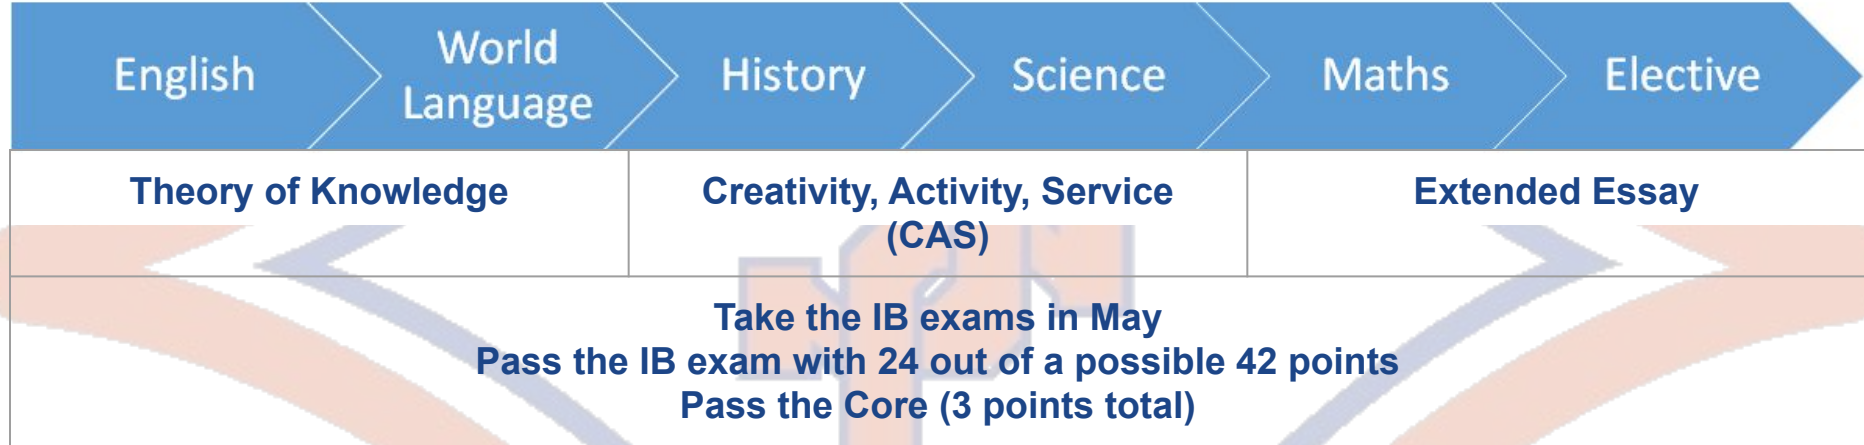 English
World
Language
History
Science
Maths
Elective
Theory of Knowledge
Creativity, Activity, Service
(CAS)
Extended Essay
Take the IB exams in May
Pass the IB exam with 24 out of a possible 42 points
Pass the Core (3 points total)